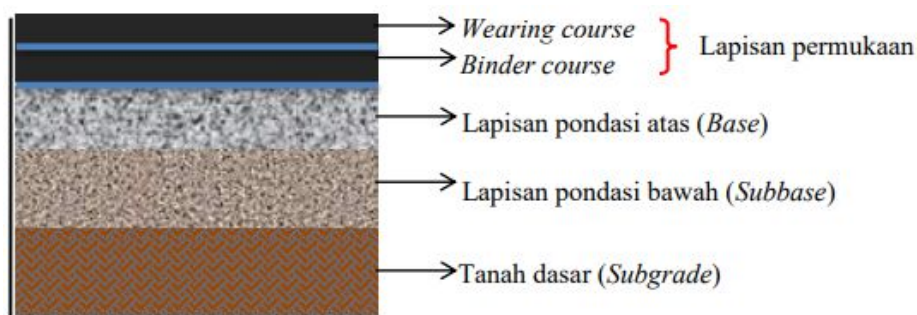 Wearing course
Binder course
Lapisan permukaan
Lapisan pondasi atas (Base)
Lapisan pondasi bawah (Subbase)
Tanah dasar (Subgrade)